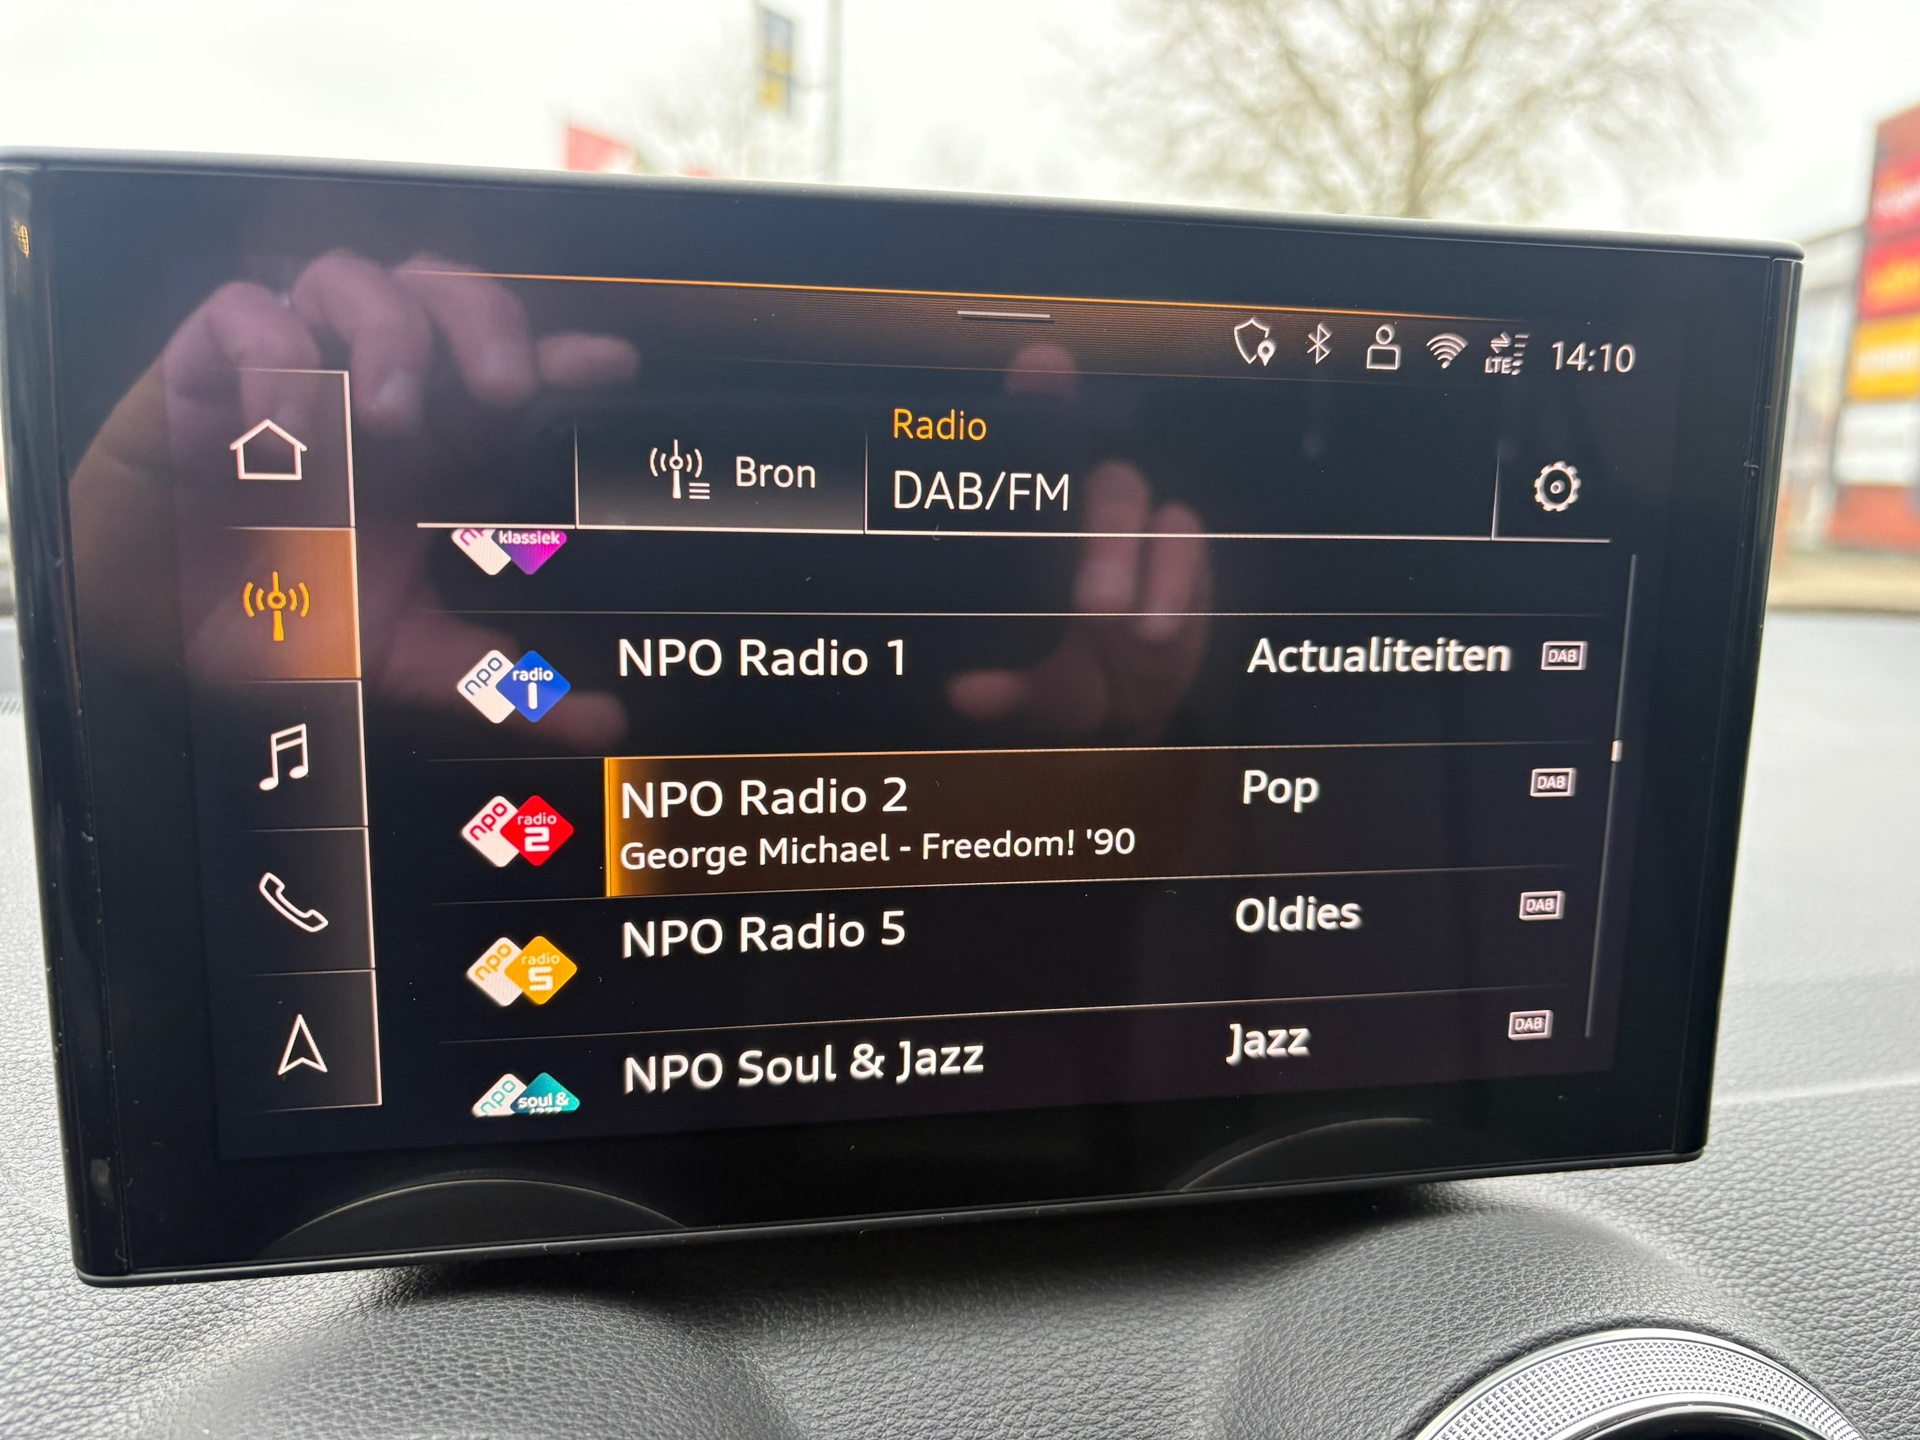 LTE
14:10
Radio
Bron
DAB/FM
npo klassiek
npo radio 1
NPO Radio 1
Actualiteiten
DAB
npo radio 2
NPO Radio 2
Pop
DAB
George Michael - Freedom! '90
npo radio 5
NPO Radio 5
Oldies
DAB
npo soul &
NPO Soul & Jazz
Jazz
DAB